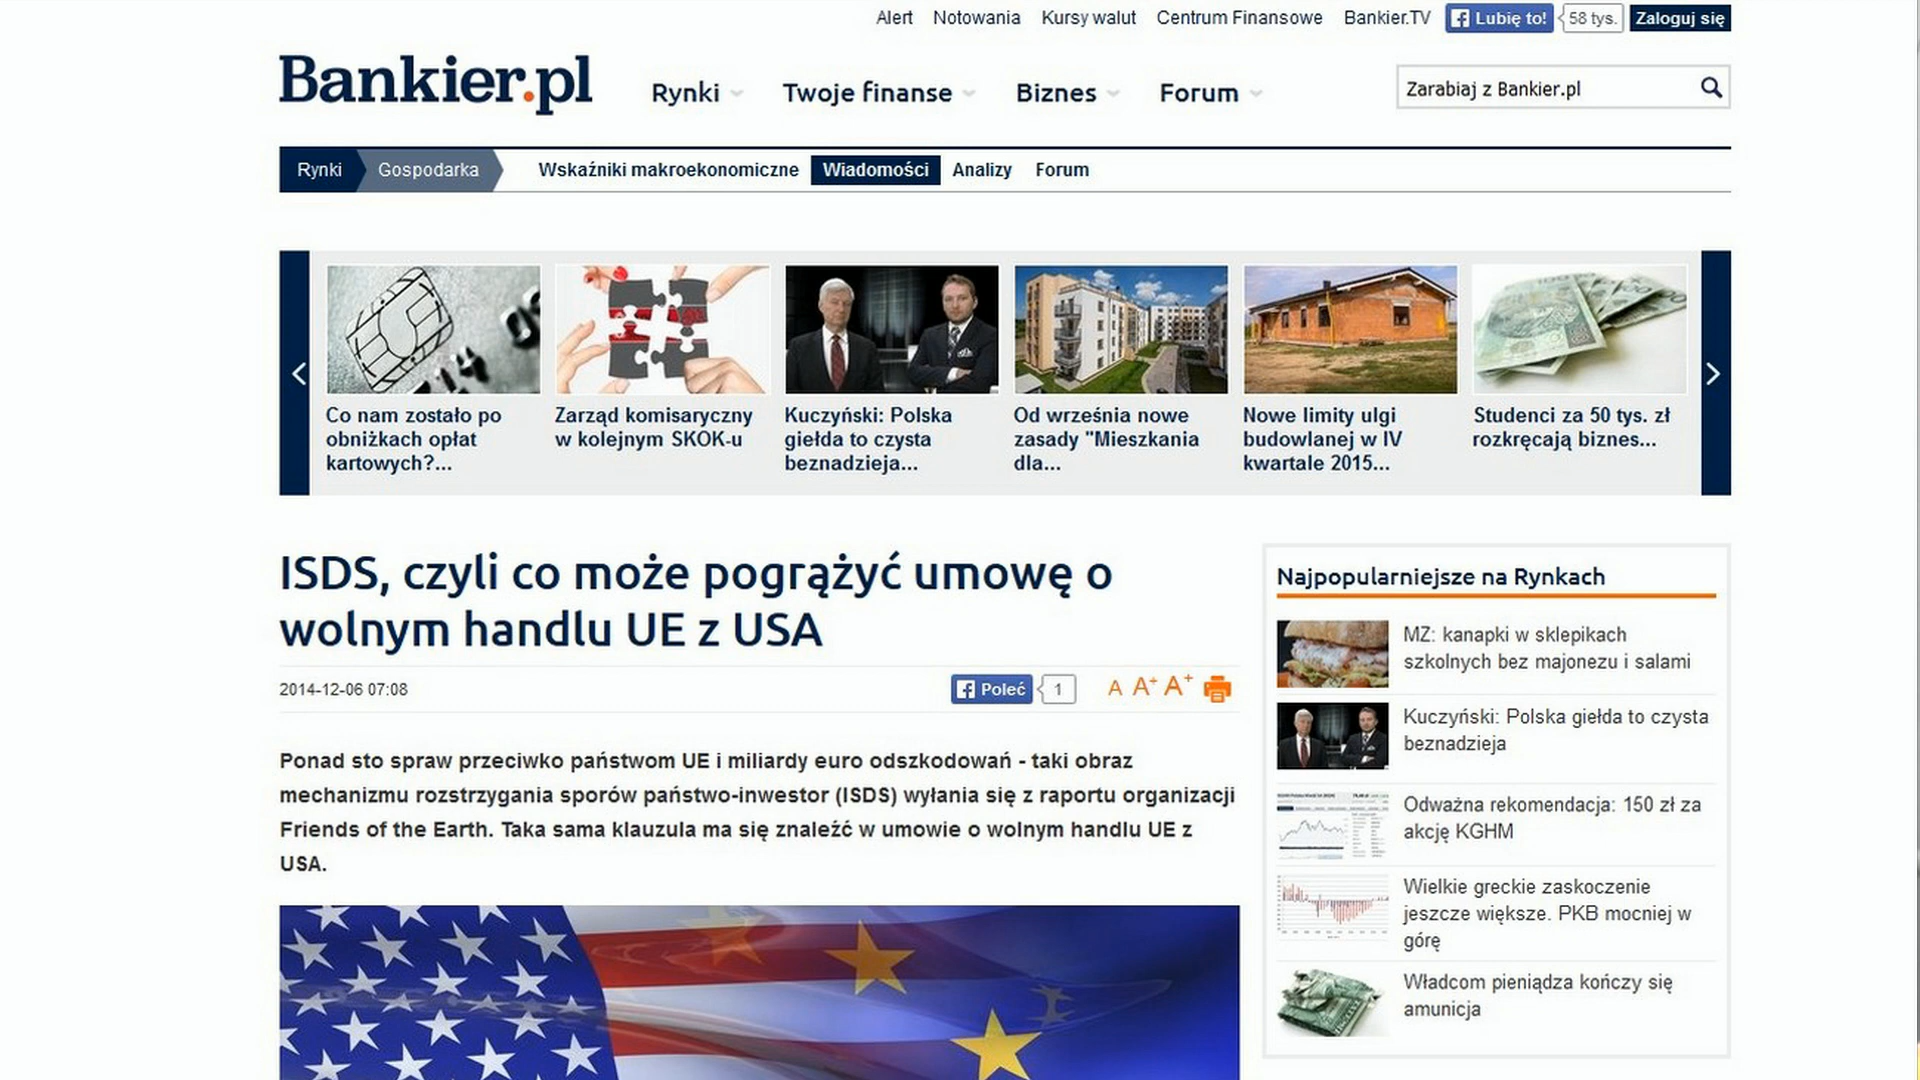 Alert Notowania Kursy walut Centrum Finansowe Bankier.TV Lubię to! 58 tys. Zaloguj się
Bankier.pl
Rynki Twoje finanse Biznes Forum
Zarabiaj z Bankier.pl
Rynki Gospodarka Wskaźniki makroekonomiczne Wiadomości Analizy Forum
Co nam zostało po
obniżkach opłat
kartowych?...
Zarząd komisaryczny
w kolejnym SKOK-u
Kuczyński: Polska
giełda to czysta
beznadzieja...
Od września nowe
zasady "Mieszkania
dla...
Nowe limity ulgi
budowlanej w IV
kwartale 2015...
Studenci za 50 tys. zł
rozkręcają biznes...
ISDS, czyli co może pogrążyć umowę o
wolnym handlu UE z USA
2014-12-06 07:08
Poleć 1 A A+ A+
Ponad sto spraw przeciwko państwom UE i miliardy euro odszkodowań - taki obraz
mechanizmu rozstrzygania sporów państwo-inwestor (ISDS) wyłania się z raportu organizacji
Friends of the Earth. Taka sama klauzula ma się znaleźć w umowie o wolnym handlu UE z
USA.
Najpopularniejsze na Rynkach
MZ: kanapki w sklepikach
szkolnych bez majonezu i salami
Kuczyński: Polska giełda to czysta
beznadzieja
Odważna rekomendacja: 150 zł za
akcję KGHM
Wielkie greckie zaskoczenie
jeszcze większe. PKB mocniej w
górę
Władcom pieniądza kończy się
amunicja